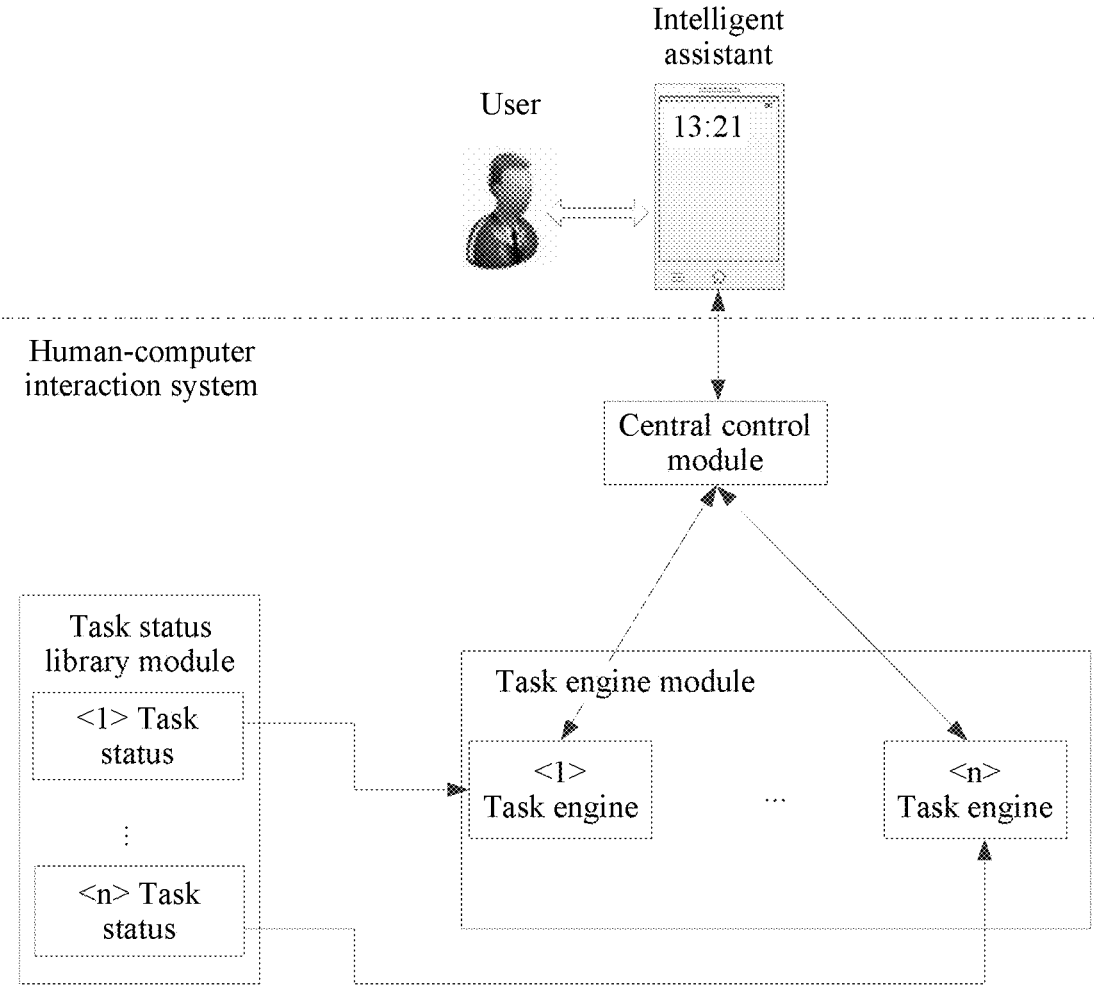 Intelligent
assistant
User
13:21
Human-computer
interaction system
Central control
module
Task status
library module
<1> Task
status
⋮
<n> Task
status
Task engine module
<1>
Task engine
...
<n>
Task engine